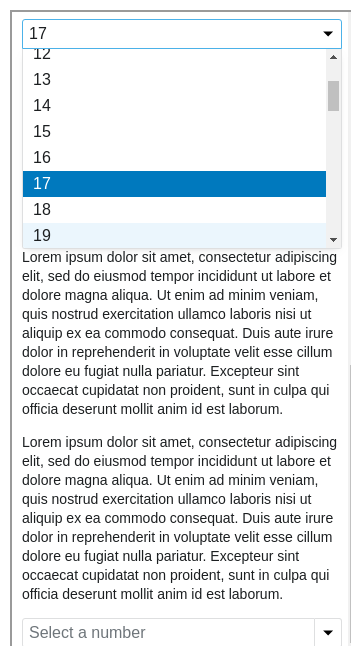 17
12
13
14
15
16
17
18
19
Lorem ipsum dolor sit amet, consectetur adipiscing
elit, sed do eiusmod tempor incididunt ut labore et
dolore magna aliqua. Ut enim ad minim veniam,
quis nostrud exercitation ullamco laboris nisi ut
aliquip ex ea commodo consequat. Duis aute irure
dolor in reprehenderit in voluptate velit esse cillum
dolore eu fugiat nulla pariatur. Excepteur sint
occaecat cupidatat non proident, sunt in culpa qui
officia deserunt mollit anim id est laborum.
Lorem ipsum dolor sit amet, consectetur adipiscing
elit, sed do eiusmod tempor incididunt ut labore et
dolore magna aliqua. Ut enim ad minim veniam,
quis nostrud exercitation ullamco laboris nisi ut
aliquip ex ea commodo consequat. Duis aute irure
dolor in reprehenderit in voluptate velit esse cillum
dolore eu fugiat nulla pariatur. Excepteur sint
occaecat cupidatat non proident, sunt in culpa qui
officia deserunt mollit anim id est laborum.
Select a number